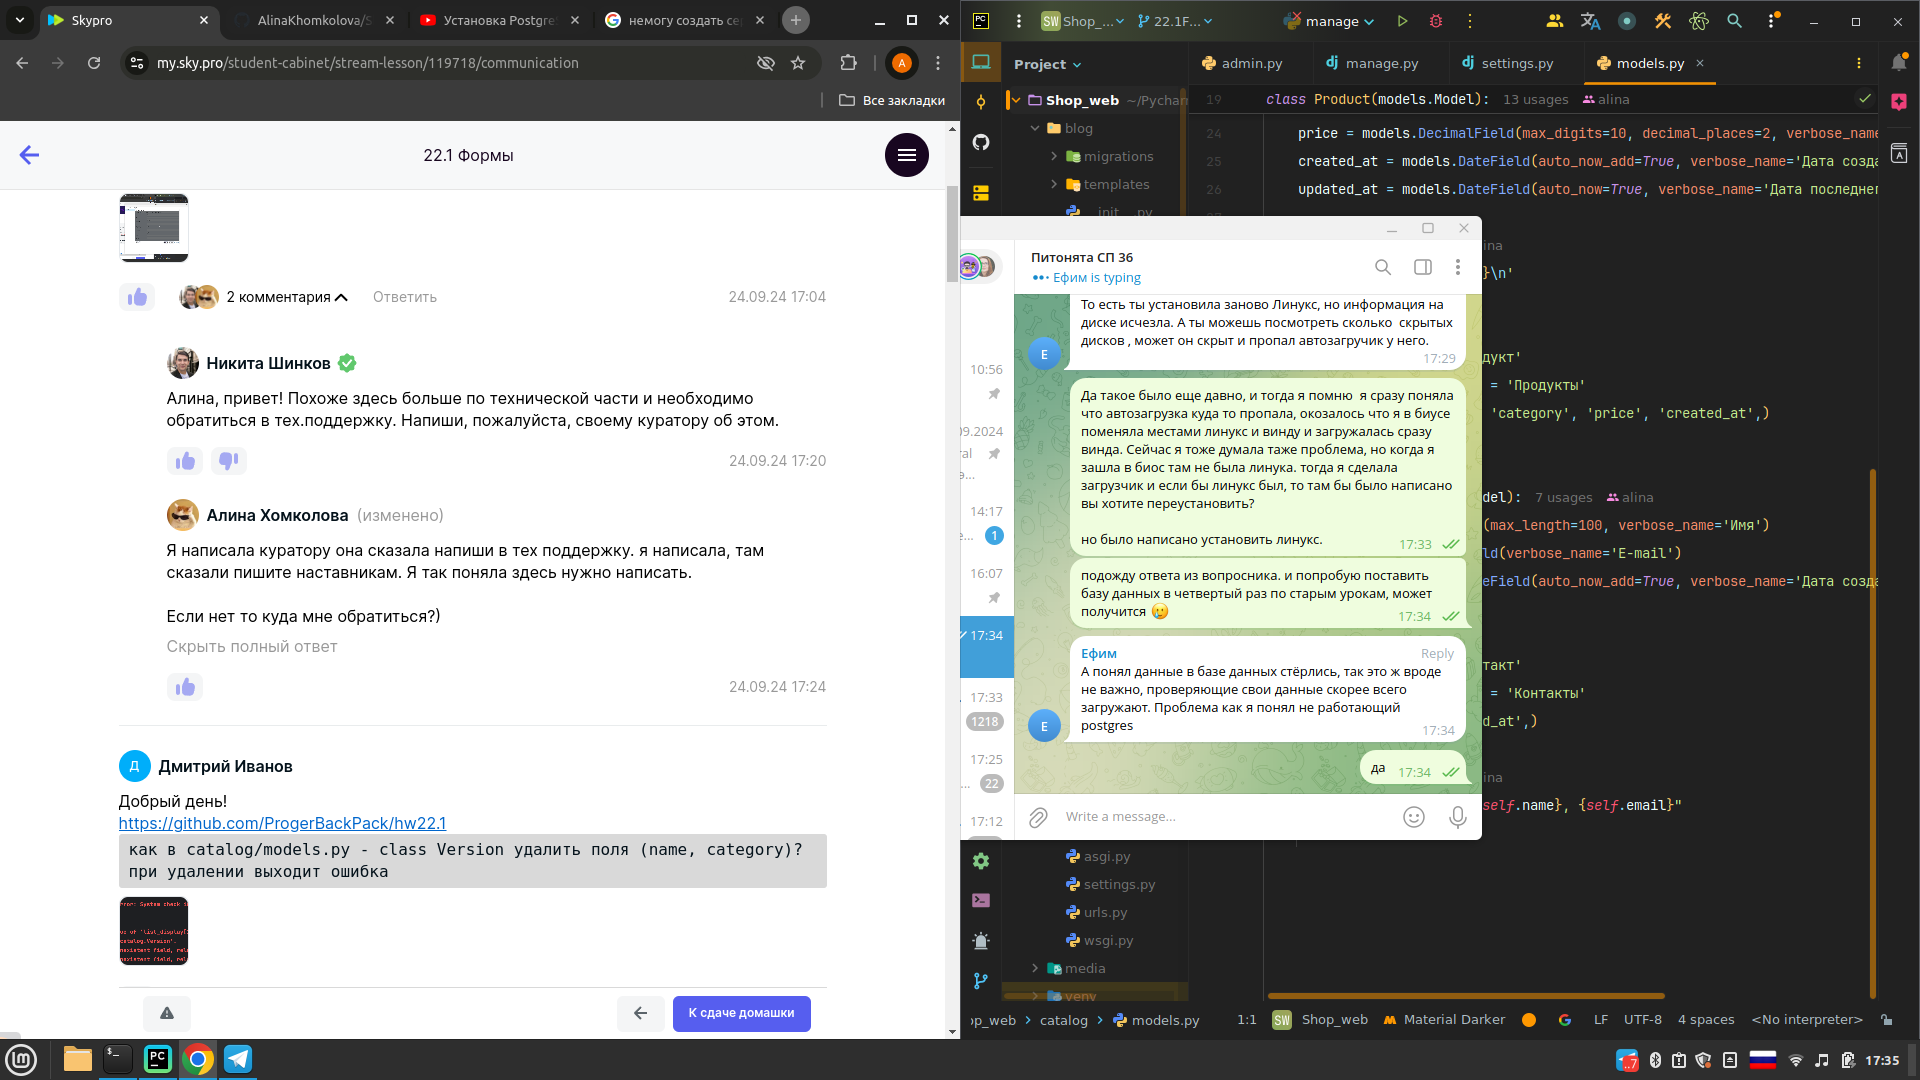 Skypro
AlinaKhomkolova/S
Установка Postgre
немогу создать се
my.sky.pro/student-cabinet/stream-lesson/119718/communication
A
Все закладки
22.1 Формы
2 комментария
Ответить
24.09.24 17:04
Никита Шинков
Алина, привет! Похоже здесь больше по технической части и необходимо
обратиться в тех.поддержку. Напиши, пожалуйста, своему куратору об этом.
24.09.24 17:20
Алина Хомколова (изменено)
Я написала куратору она сказала напиши в тех поддержку. я написала, там
сказали пишите наставникам. Я так поняла здесь нужно написать.
Если нет то куда мне обратиться?)
Скрыть полный ответ
24.09.24 17:24
Д
Дмитрий Иванов
Добрый день!
https://github.com/ProgerBackPack/hw22.1
как в catalog/models.py - class Version удалить поля (name, category)?
при удалении выходит ошибка
К сдаче домашки
PC
SW Shop_...
22.1F...
manage
Project
admin.py
manage.py
settings.py
models.py
Shop_web ~/Pychar
blog
migrations
templates
__init__.py
19 class Product(models.Model): 13 usages alina
24 price = models.DecimalField(max_digits=10, decimal_places=2, verbose_name
25 created_at = models.DateField(auto_now_add=True, verbose_name='Дата созда
26 updated_at = models.DateField(auto_now=True, verbose_name='Дата последнег
ina
}\n'
дукт'
= 'Продукты'
'category', 'price', 'created_at',)
del): 7 usages alina
(max_length=100, verbose_name='Имя')
ld(verbose_name='E-mail')
eField(auto_now_add=True, verbose_name='Дата созда
такт'
= 'Контакты'
d_at',)
ina
self.name}, {self.email}"
Питонята СП 36
Ефим is typing
То есть ты установила заново Линукс, но информация на
диске исчезла. А ты можешь посмотреть сколько скрытых
дисков , может он скрыт и пропал автозагручик у него.
17:29
E
Да такое было еще давно, и тогда я помню я сразу поняла
что автозагрузка куда то пропала, окозалось что я в биусе
поменяла местами линукс и винду и загружалась сразу
винда. Сейчас я тоже думала таже проблема, но когда я
зашла в биос там не была линука. тогда я сделала
загрузчик и если бы линукс был, то там бы было написано
вы хотите переустановить?
но было написано установить линукс.
17:33
подожду ответа из вопросника. и попробую поставить
базу данных в четвертый раз по старым урокам, может
получится
17:34
Ефим
Reply
А понял данные в базе данных стёрлись, так это ж вроде
не важно, проверяющие свои данные скорее всего
загружают. Проблема как я понял не работающий
postgres
17:34
E
да 17:34
Write a message...
10:56
09.2024
ral
э...
14:17
е...
1
16:07
17:34
17:33
1218
17:25
...
22
17:12
asgi.py
settings.py
urls.py
wsgi.py
media
venv
op_web
catalog
models.py
1:1
SW
Shop_web
Material Darker
LF
UTF-8
4 spaces
<No interpreter>
PC
17:35